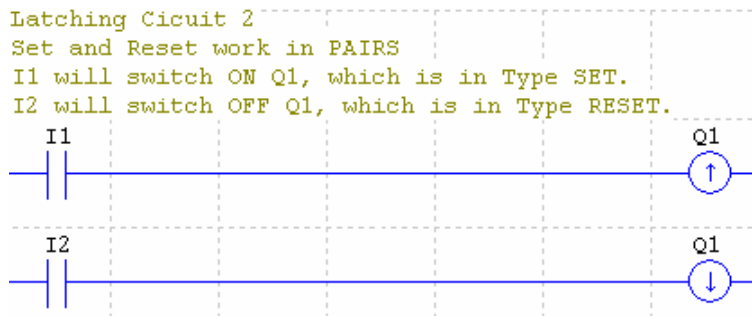 Latching Cicuit 2
Set and Reset work in PAIRS
I1 will switch ON Q1, which is in Type SET.
I2 will switch OFF Q1, which is in Type RESET.
I1 Q1
↑
I2 Q1
↓